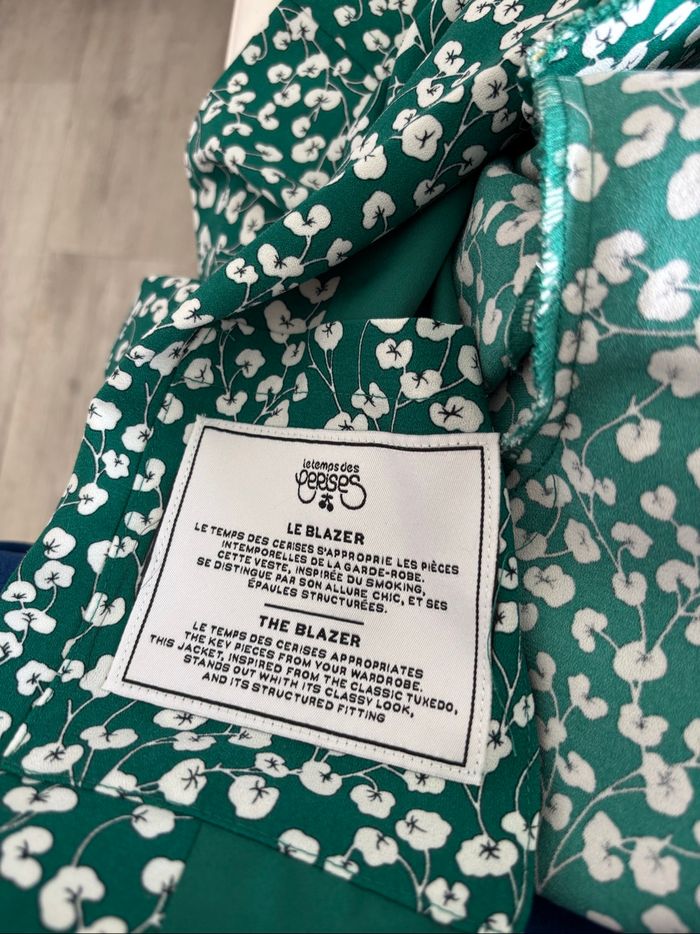 le temps des
cerises
LE BLAZER
LE TEMPS DES CERISES S'APPROPRIE LES PIÈCES
INTEMPORELLES DE LA GARDE-ROBE.
CETTE VESTE, INSPIRÉE DU SMOKING,
SE DISTINGUE PAR SON ALLURE CHIC, ET SES
ÉPAULES STRUCTURÉES.
THE BLAZER
LE TEMPS DES CERISES APPROPRIATES
THE KEY PIECES FROM YOUR WARDROBE.
THIS JACKET, INSPIRED FROM THE CLASSIC TUXEDO,
STANDS OUT WHITH ITS CLASSY LOOK,
AND ITS STRUCTURED FITTING